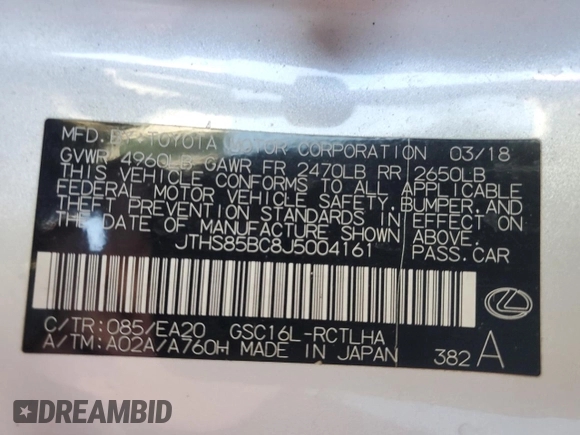 MFD. BY TOYOTA MOTOR CORPORATION 03/18
GVWR 4960LB GAWR FR 2470LB RR 2650LB
THIS VEHICLE CONFORMS TO ALL APPLICABLE
FEDERAL MOTOR VEHICLE SAFETY, BUMPER, AND
THEFT PREVENTION STANDARDS IN EFFECT ON
THE DATE OF MANUFACTURE SHOWN ABOVE.
JTHS85BC8J5004161 PASS.CAR
C/TR: 085/EA20 GSC16L-RCTLHA
A/TM: A02A/A760H MADE IN JAPAN 382 A
DREAMBID